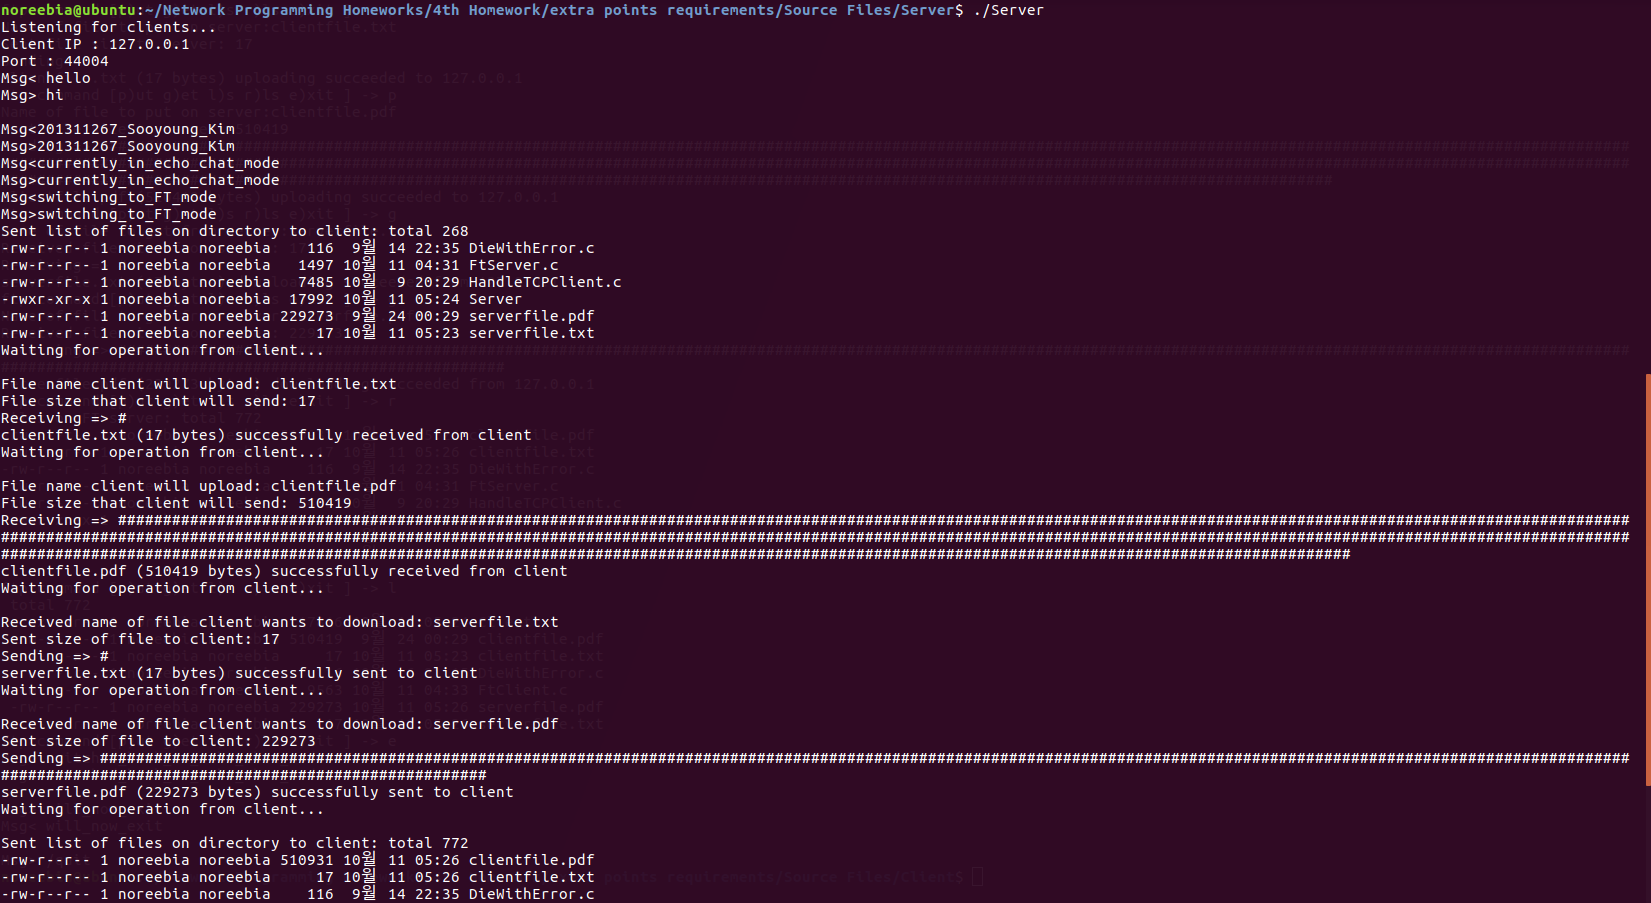 noreebia@ubuntu:~/Network Programming Homeworks/4th Homework/extra points requirements/Source Files/Server$ ./Server
Listening for clients...
Client IP : 127.0.0.1
Port : 44004
Msg< hello
Msg> hi
Msg<201311267_Sooyoung_Kim
Msg>201311267_Sooyoung_Kim
Msg<currently_in_echo_chat_mode
Msg>currently_in_echo_chat_mode
Msg<switching_to_FT_mode
Msg>switching_to_FT_mode
Sent list of files on directory to client: total 268
-rw-r--r-- 1 noreebia noreebia    116  9월 14 22:35 DieWithError.c
-rw-r--r-- 1 noreebia noreebia   1497 10월 11 04:31 FtServer.c
-rw-r--r-- 1 noreebia noreebia   7485 10월  9 20:29 HandleTCPClient.c
-rwxr-xr-x 1 noreebia noreebia  17992 10월 11 05:24 Server
-rw-r--r-- 1 noreebia noreebia 229273  9월 24 00:29 serverfile.pdf
-rw-r--r-- 1 noreebia noreebia     17 10월 11 05:23 serverfile.txt
Waiting for operation from client...
File name client will upload: clientfile.txt
File size that client will send: 17
Receiving => #
clientfile.txt (17 bytes) successfully received from client
Waiting for operation from client...
File name client will upload: clientfile.pdf
File size that client will send: 510419
Receiving => ########################################################################################################################################################################
#####################################################################################################################################################################################
######################################################################################################################################################
clientfile.pdf (510419 bytes) successfully received from client
Waiting for operation from client...
Received name of file client wants to download: serverfile.txt
Sent size of file to client: 17
Sending => #
serverfile.txt (17 bytes) successfully sent to client
Waiting for operation from client...
Received name of file client wants to download: serverfile.pdf
Sent size of file to client: 229273
Sending => ##########################################################################################################################################################################
######################################################
serverfile.pdf (229273 bytes) successfully sent to client
Waiting for operation from client...
Sent list of files on directory to client: total 772
-rw-r--r-- 1 noreebia noreebia 510931 10월 11 05:26 clientfile.pdf
-rw-r--r-- 1 noreebia noreebia     17 10월 11 05:26 clientfile.txt
-rw-r--r-- 1 noreebia noreebia    116  9월 14 22:35 DieWithError.c